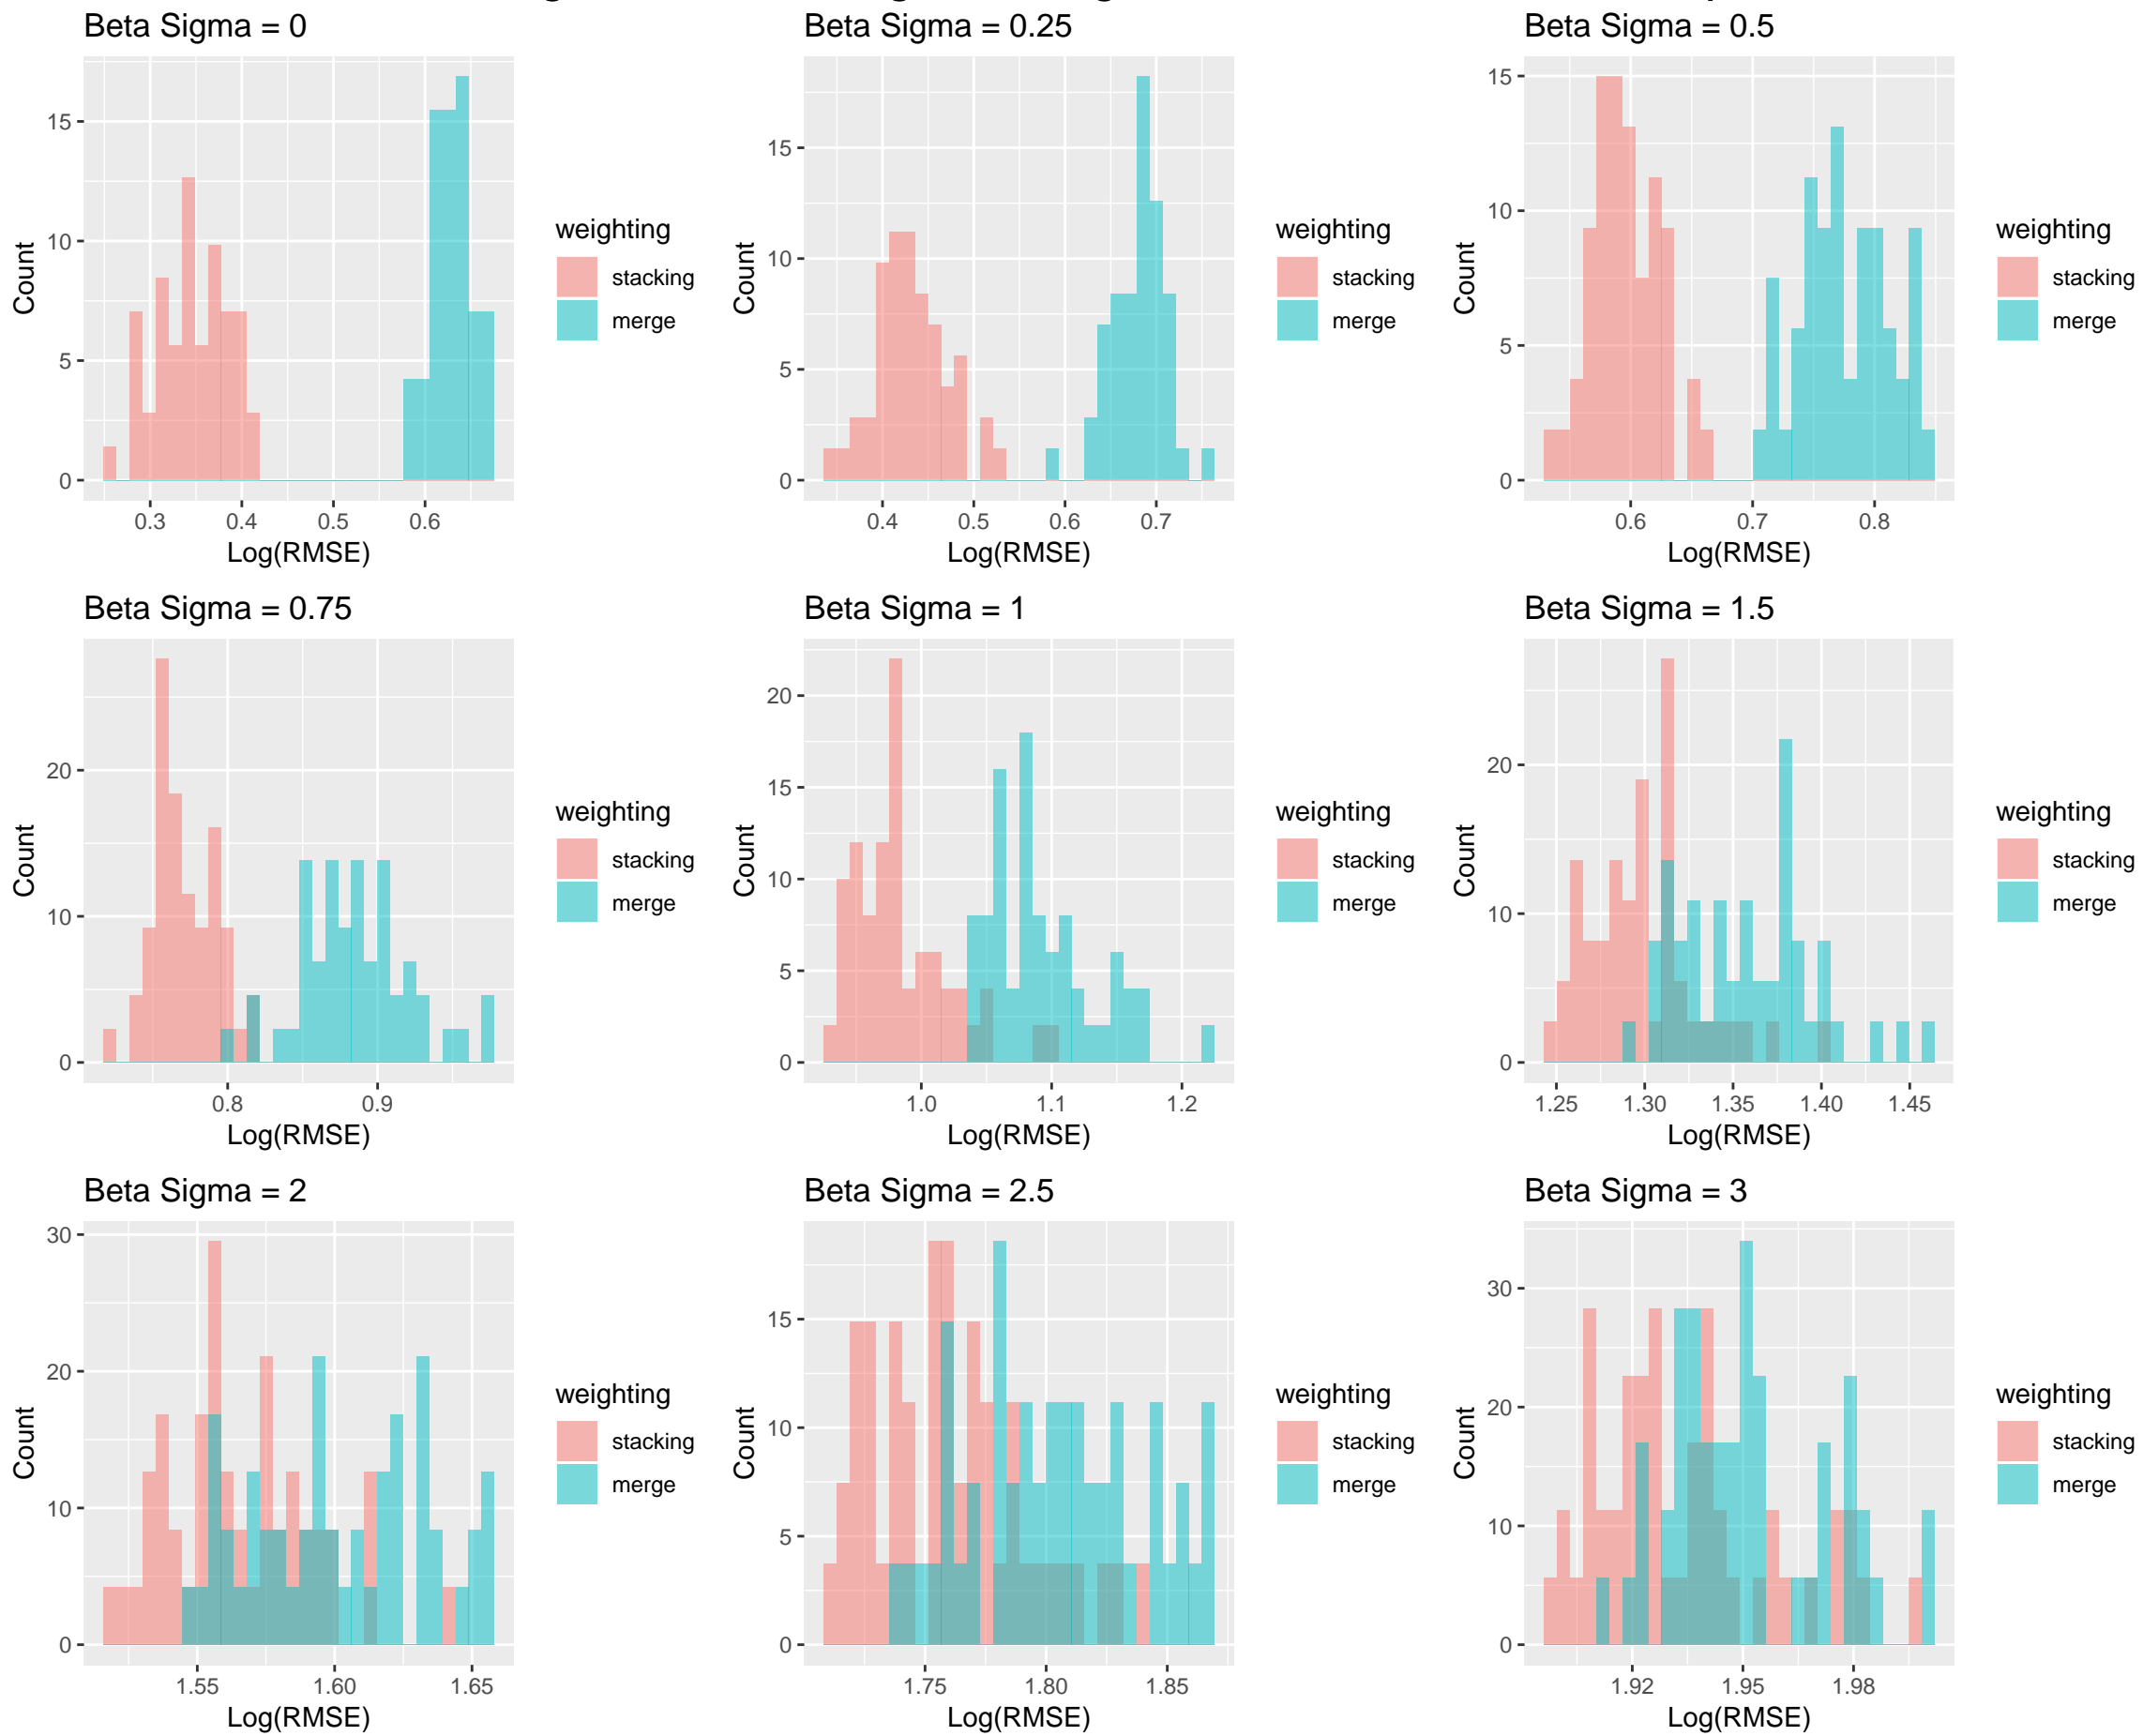 Beta Sigma = 0
15
10
5
0
Count
0.3 0.4 0.5 0.6
Log(RMSE)
weighting
stacking
merge
Beta Sigma = 0.25
15
10
5
0
Count
0.4 0.5 0.6 0.7
Log(RMSE)
weighting
stacking
merge
Beta Sigma = 0.5
15
10
5
0
Count
0.6 0.7 0.8
Log(RMSE)
weighting
stacking
merge
Beta Sigma = 0.75
20
10
0
Count
0.8 0.9
Log(RMSE)
weighting
stacking
merge
Beta Sigma = 1
20
15
10
5
0
Count
1.0 1.1 1.2
Log(RMSE)
weighting
stacking
merge
Beta Sigma = 1.5
20
10
0
Count
1.25 1.30 1.35 1.40 1.45
Log(RMSE)
weighting
stacking
merge
Beta Sigma = 2
30
20
10
0
Count
1.55 1.60 1.65
Log(RMSE)
weighting
stacking
merge
Beta Sigma = 2.5
15
10
5
0
Count
1.75 1.80 1.85
Log(RMSE)
weighting
stacking
merge
Beta Sigma = 3
30
20
10
0
Count
1.92 1.95 1.98
Log(RMSE)
weighting
stacking
merge